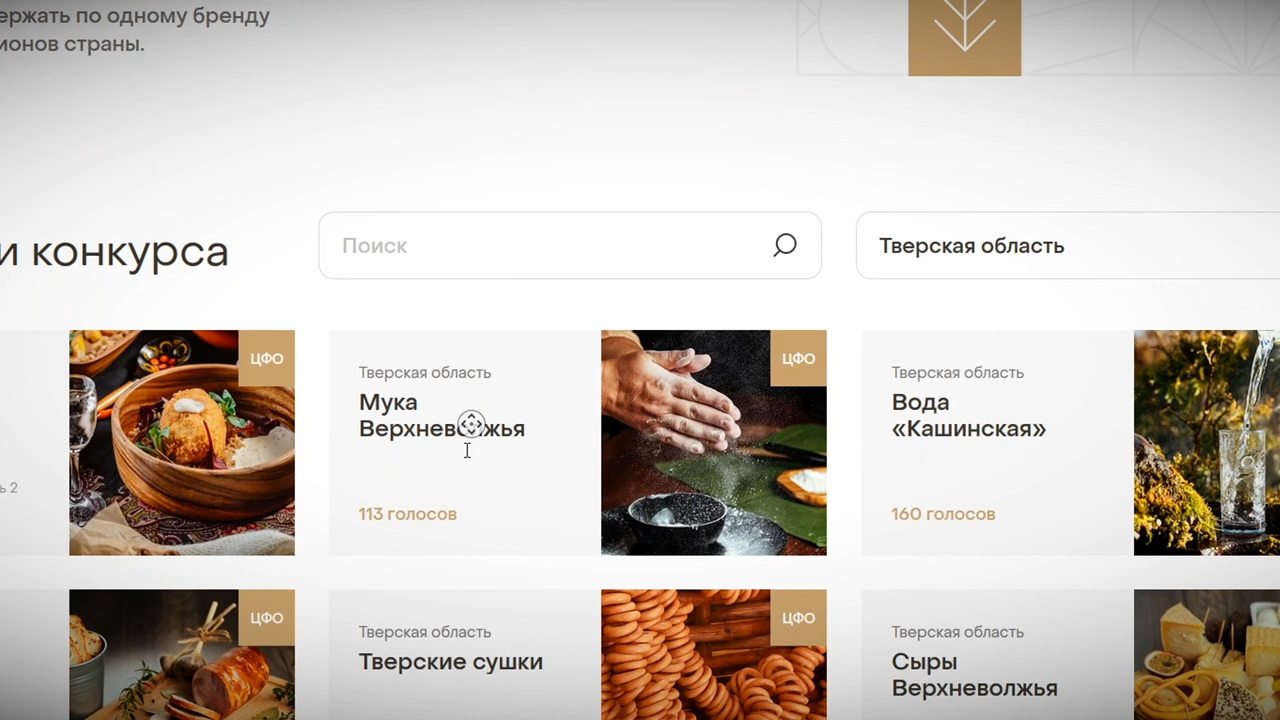 ержать по одному бренду
ионов страны.
и конкурса
Поиск
Тверская область
ЦФО
Тверская область
Мука
ЦФО
Вода
«Кашинская»
Тверская область
ь 2
113 голосов
160 голосов
ЦФО
Тверская область
Тверские сушки
ЦФО
Тверская область
Сыры
Верхневолжья